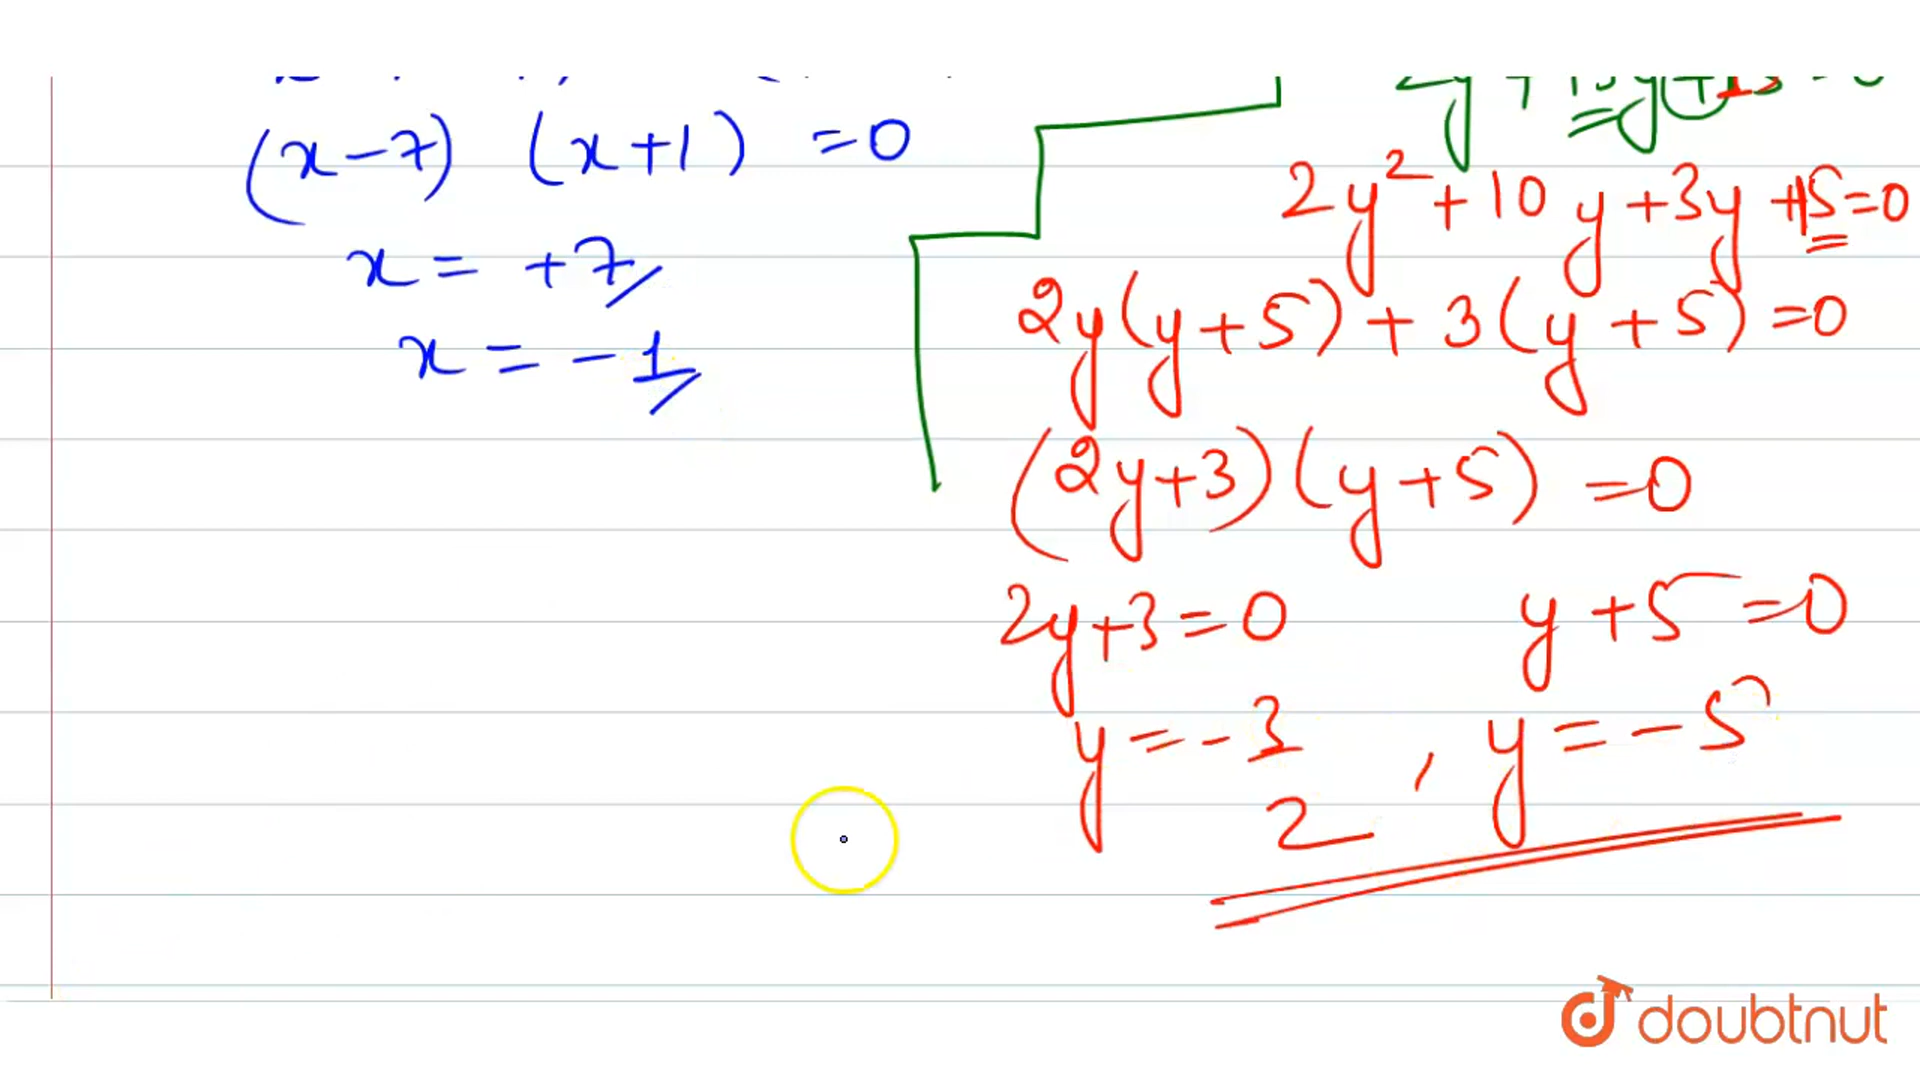 (x-7) (x+1) =0
x = +7
x = -1
2y²+10y+3y+15=0
2y(y+5)+3(y+5)=0
(2y+3)(y+5) =0
2y+3=0 y+5=0
y=-3/2 , y=-5
doubtnut